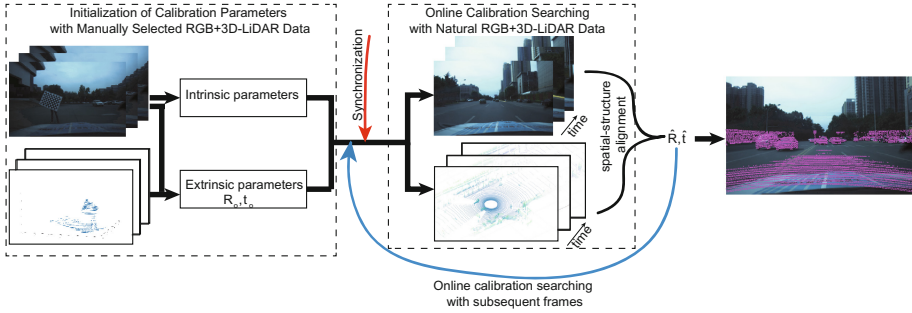 Initialization of Calibration Parameters
with Manually Selected RGB+3D-LiDAR Data
Intrinsic parameters
Extrinsic parameters
R₀,t₀
Synchronization
Online Calibration Searching
with Natural RGB+3D-LiDAR Data
time
time
spatial-structure
alignment
R̂,t̂
Online calibration searching
with subsequent frames